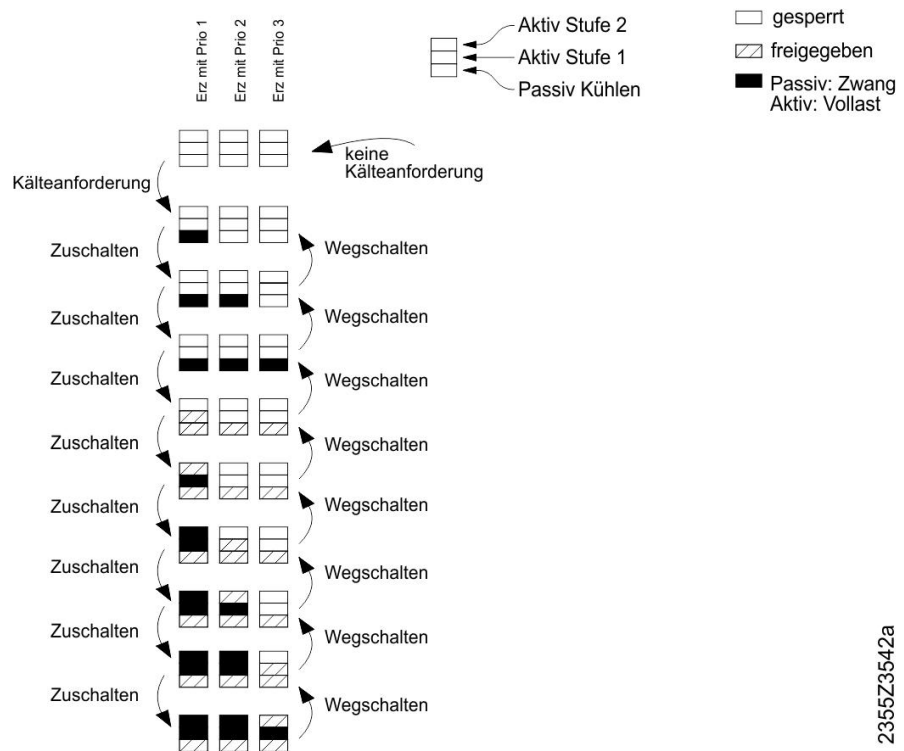 Erz mit Prio 1
Erz mit Prio 2
Erz mit Prio 3
Aktiv Stufe 2
Aktiv Stufe 1
Passiv Kühlen
gesperrt
freigegeben
Passiv: Zwang
Aktiv: Vollast
keine
Kälteanforderung
Kälteanforderung
Zuschalten
Wegschalten
Zuschalten
Wegschalten
Zuschalten
Wegschalten
Zuschalten
Wegschalten
Zuschalten
Wegschalten
Zuschalten
Wegschalten
Zuschalten
Wegschalten
Zuschalten
Wegschalten
2355Z3542a